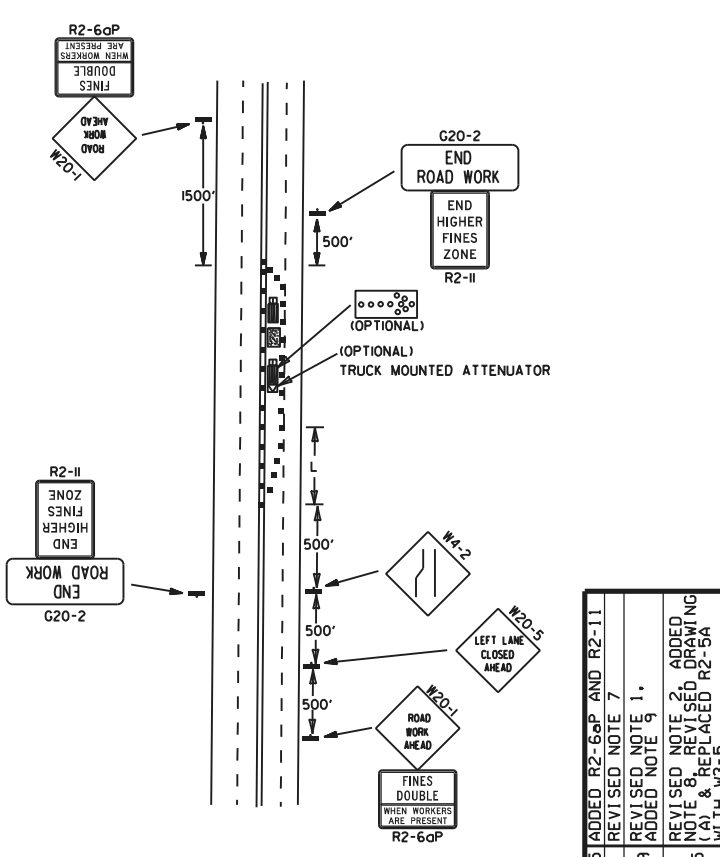 R2-6aP
FINES
DOUBLE
WHEN WORKERS
ARE PRESENT
ROAD
WORK
AHEAD
W20-1
1500'
G20-2
END
ROAD WORK
END
HIGHER
FINES
ZONE
R2-11
500'
(OPTIONAL)
(OPTIONAL)
TRUCK MOUNTED ATTENUATOR
L
R2-11
END
HIGHER
FINES
ZONE
END
ROAD WORK
G20-2
500'
W4-2
500'
LEFT LANE
CLOSED
AHEAD
W20-5
500'
ROAD
WORK
AHEAD
W20-1
FINES
DOUBLE
WHEN WORKERS
ARE PRESENT
R2-6aP
ADDED R2-6aP AND R2-11
REVISED NOTE 7
REVISED NOTE 1,
ADDED NOTE 9
REVISED NOTE 2, ADDED
NOTE 8, REVISED DRAWING
(A) & REPLACED R2-5A
WITH W3-5